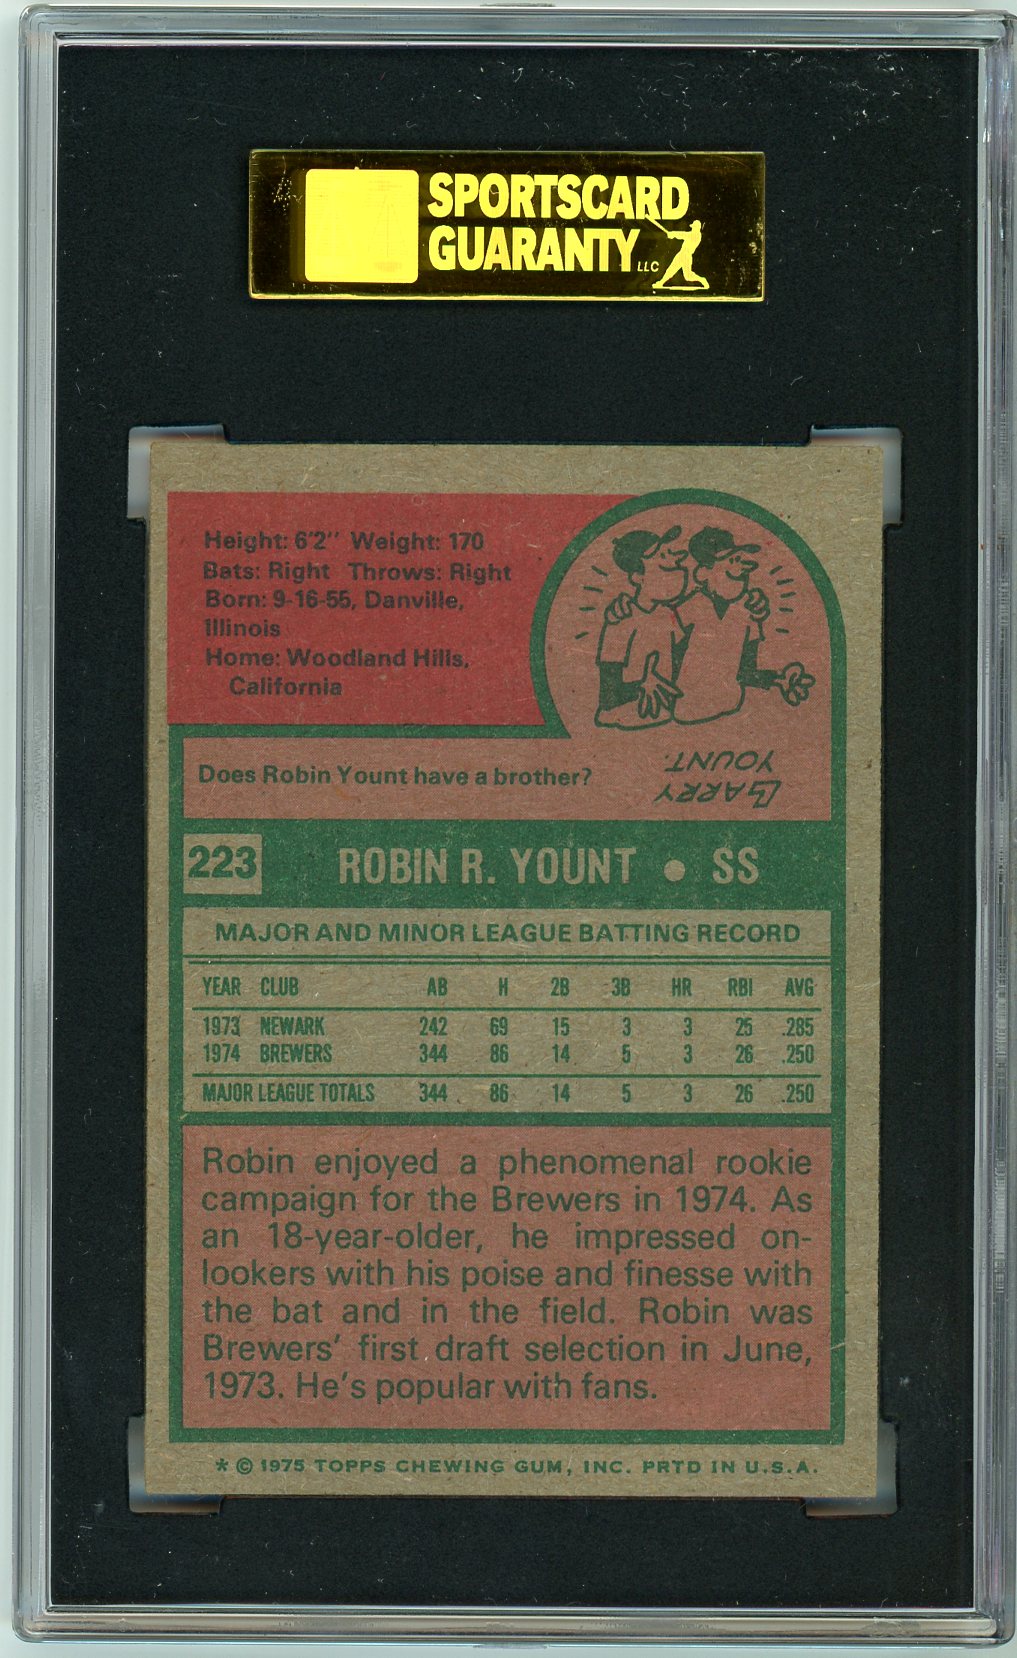 SPORTSCARD
GUARANTY LLC
Height: 6'2" Weight: 170
Bats: Right Throws: Right
Born: 9-16-55, Danville,
Illinois
Home: Woodland Hills,
California
Does Robin Yount have a brother?
LARRY
YOUNT.
223 ROBIN R. YOUNT ● SS
MAJOR AND MINOR LEAGUE BATTING RECORD
YEAR CLUB AB H 2B 3B HR RBI AVG
1973 NEWARK 242 69 15 3 3 25 .285
1974 BREWERS 344 86 14 5 3 26 .250
MAJOR LEAGUE TOTALS 344 86 14 5 3 26 .250
Robin enjoyed a phenomenal rookie
campaign for the Brewers in 1974. As
an 18-year-older, he impressed on-
lookers with his poise and finesse with
the bat and in the field. Robin was
Brewers' first draft selection in June,
1973. He's popular with fans.
* © 1975 TOPPS CHEWING GUM, INC. PRTD IN U.S.A.